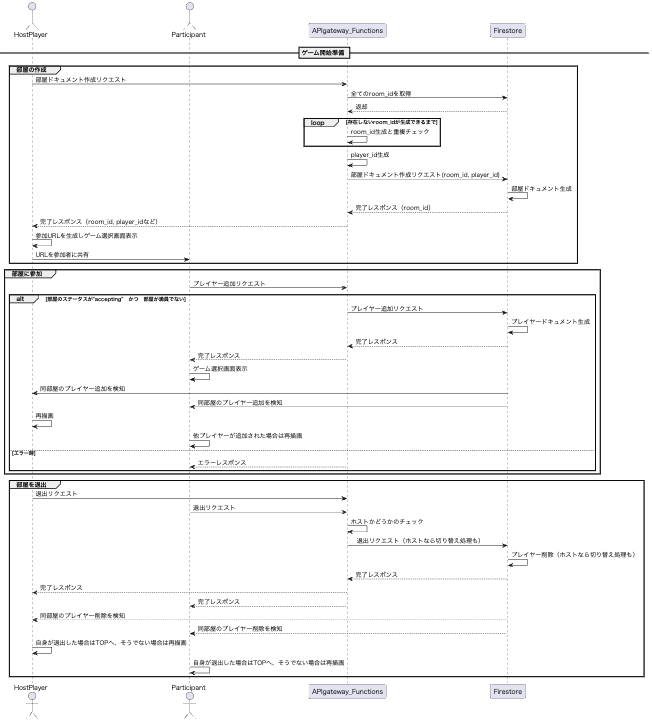 HostPlayer
Participant
APIgateway_Functions
Firestore
ゲーム開始準備
部屋の作成
部屋ドキュメント作成リクエスト
全てのroom_idを取得
返却
loop
[存在しないroom_idが生成できるまで]
room_id生成と重複チェック
player_id生成
部屋ドキュメント作成リクエスト(room_id, player_id)
部屋ドキュメント生成
完了レスポンス（room_id）
完了レスポンス（room_id, player_idなど）
参加URLを生成しゲーム選択画面表示
URLを参加者に共有
部屋に参加
プレイヤー追加リクエスト
alt
[部屋のステータスが"accepting"　かつ　部屋が満員でない]
プレイヤー追加リクエスト
プレイヤードキュメント生成
完了レスポンス
完了レスポンス
ゲーム選択画面表示
同部屋のプレイヤー追加を検知
同部屋のプレイヤー追加を検知
再描画
他プレイヤーが追加された場合は再描画
[エラー時]
エラーレスポンス
部屋を退出
退出リクエスト
退出リクエスト
ホストかどうかのチェック
退出リクエスト（ホストなら切り替え処理も）
プレイヤー削除（ホストなら切り替え処理も）
完了レスポンス
完了レスポンス
完了レスポンス
同部屋のプレイヤー削除を検知
同部屋のプレイヤー削除を検知
自身が退出した場合はTOPへ、そうでない場合は再描画
自身が退出した場合はTOPへ、そうでない場合は再描画
HostPlayer
Participant
APIgateway_Functions
Firestore